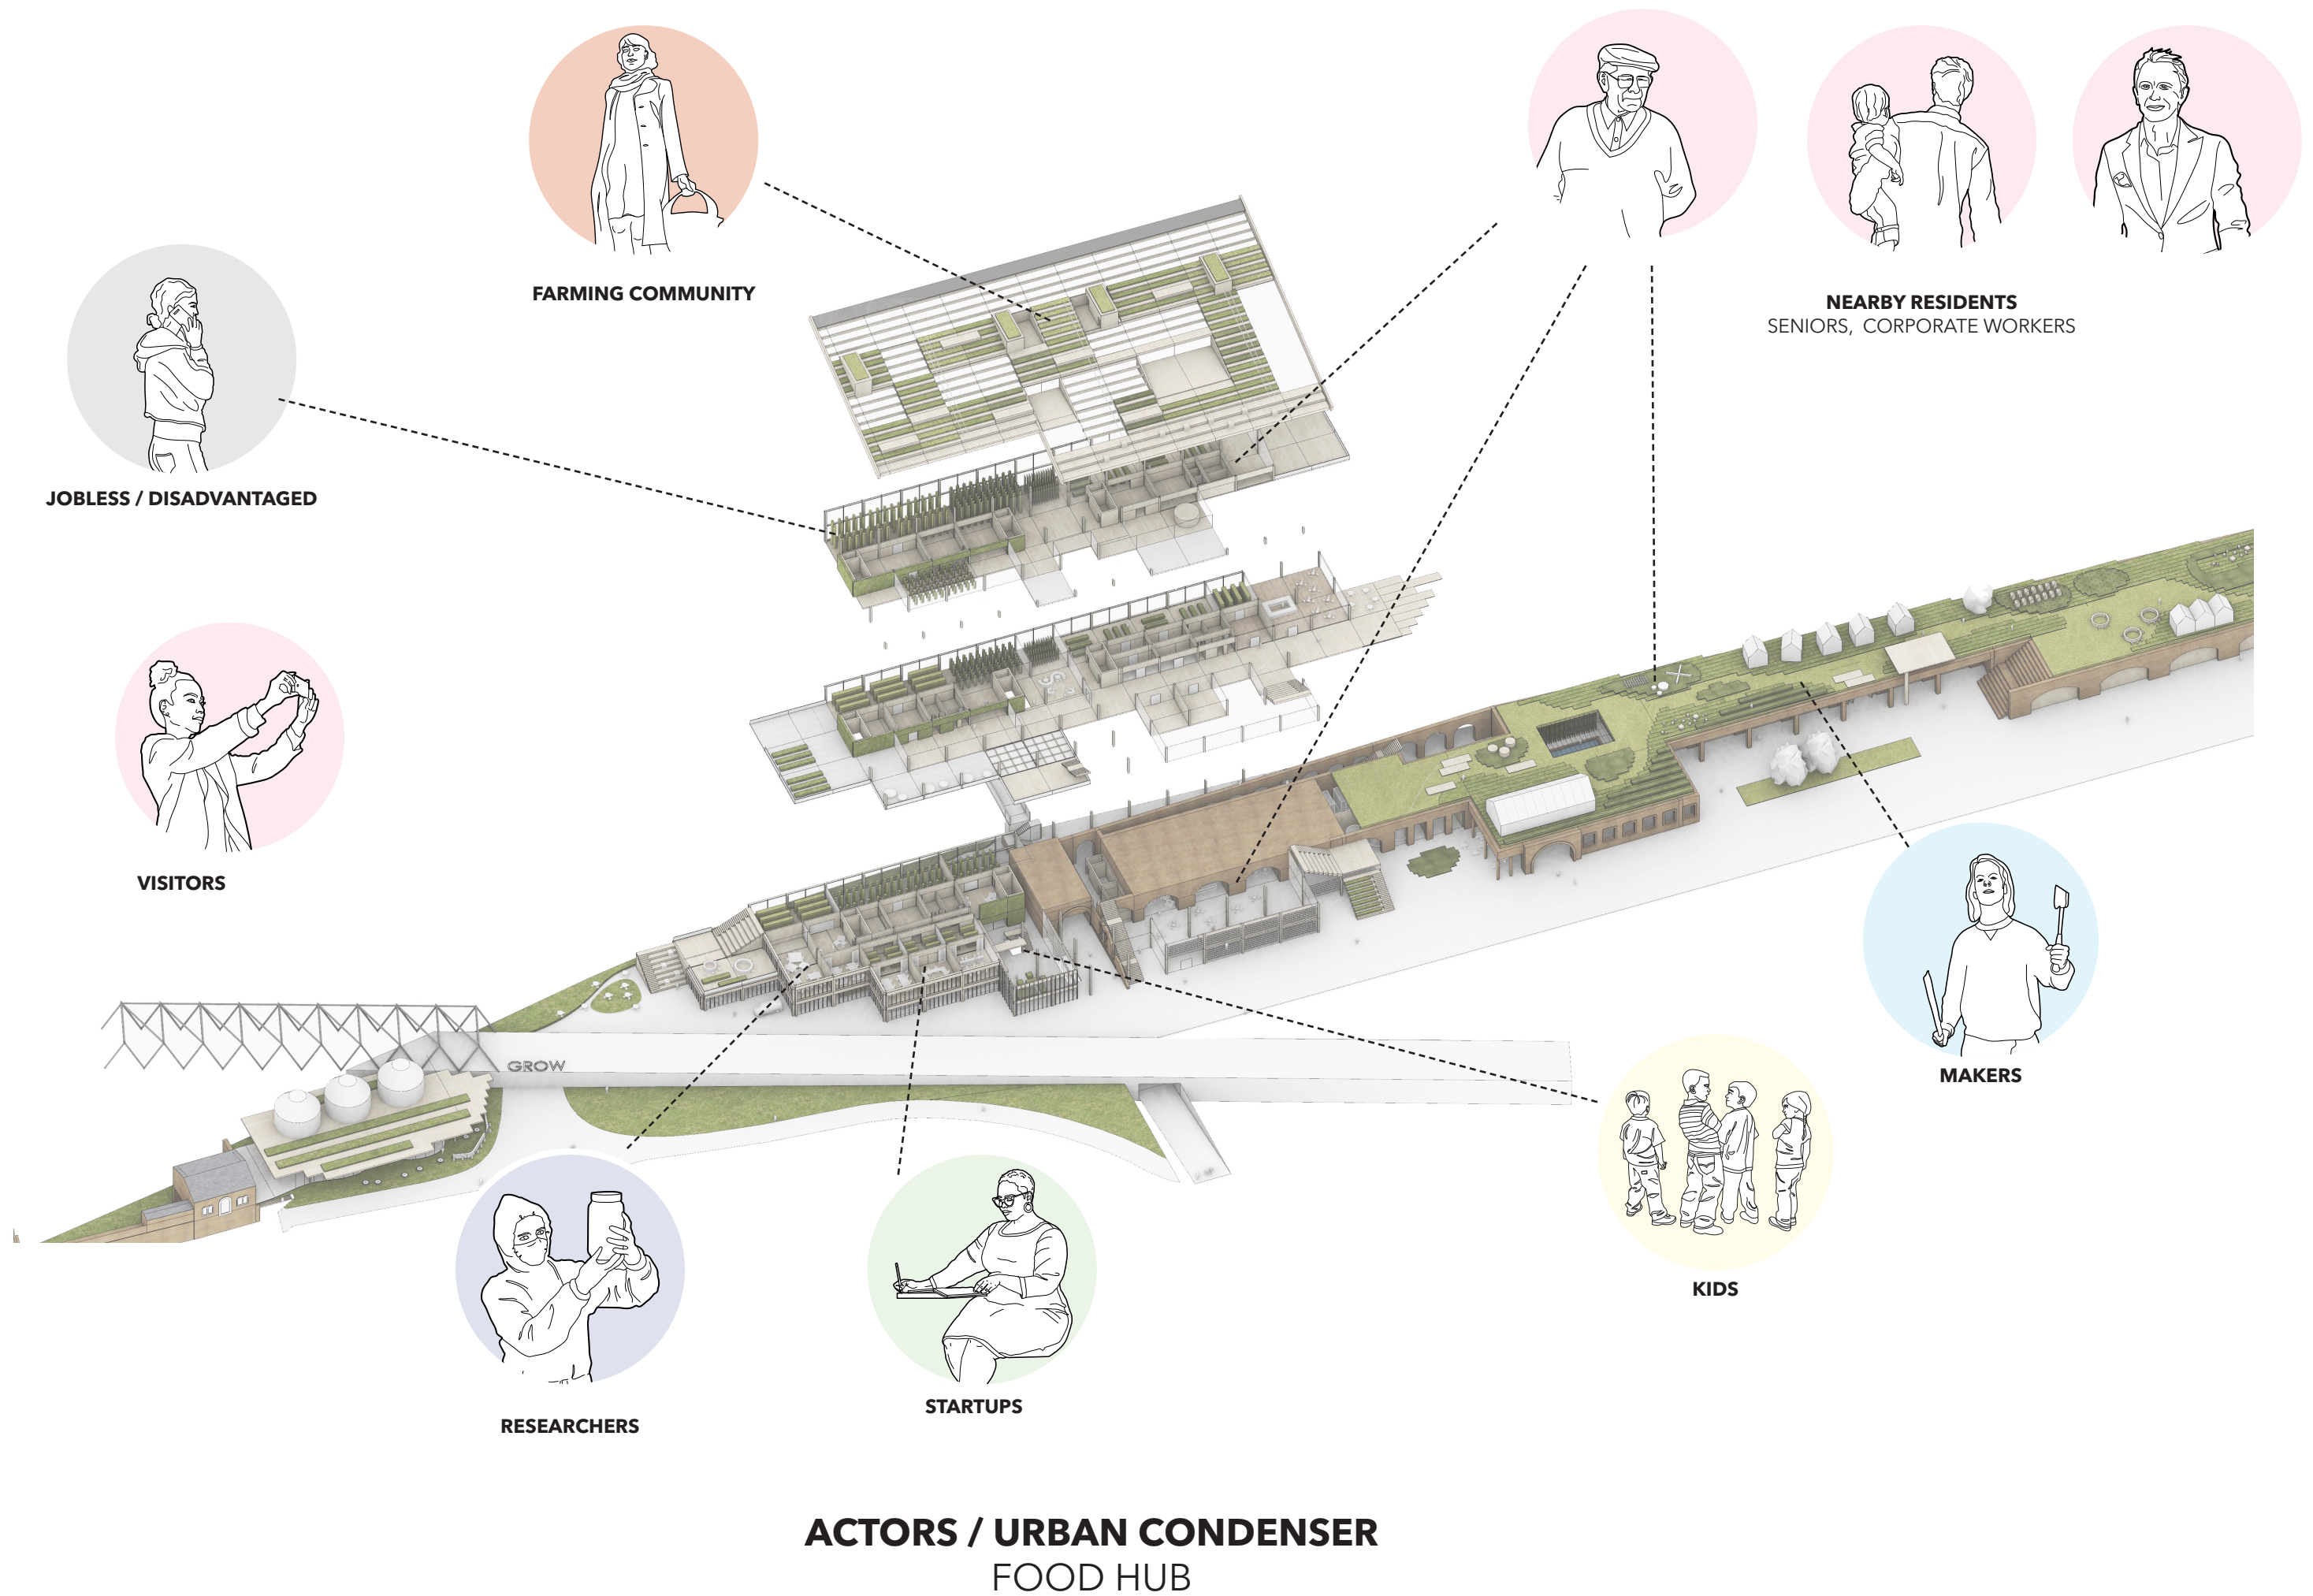 FARMING COMMUNITY
NEARBY RESIDENTS
SENIORS, CORPORATE WORKERS
JOBLESS / DISADVANTAGED
VISITORS
GROW
MAKERS
KIDS
STARTUPS
RESEARCHERS
ACTORS / URBAN CONDENSER
FOOD HUB